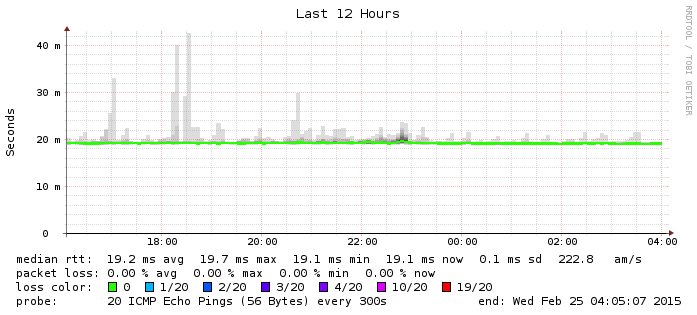 Last 12 Hours
RRDTOOL / TOBI OETIKER
Seconds
40 m
30 m
20 m
10 m
0
18:00 20:00 22:00 00:00 02:00 04:00
median rtt: 19.2 ms avg 19.7 ms max 19.1 ms min 19.1 ms now 0.1 ms sd 222.8 am/s
packet loss: 0.00 % avg 0.00 % max 0.00 % min 0.00 % now
loss color: 0 1/20 2/20 3/20 4/20 10/20 19/20
probe: 20 ICMP Echo Pings (56 Bytes) every 300s end: Wed Feb 25 04:05:07 2015